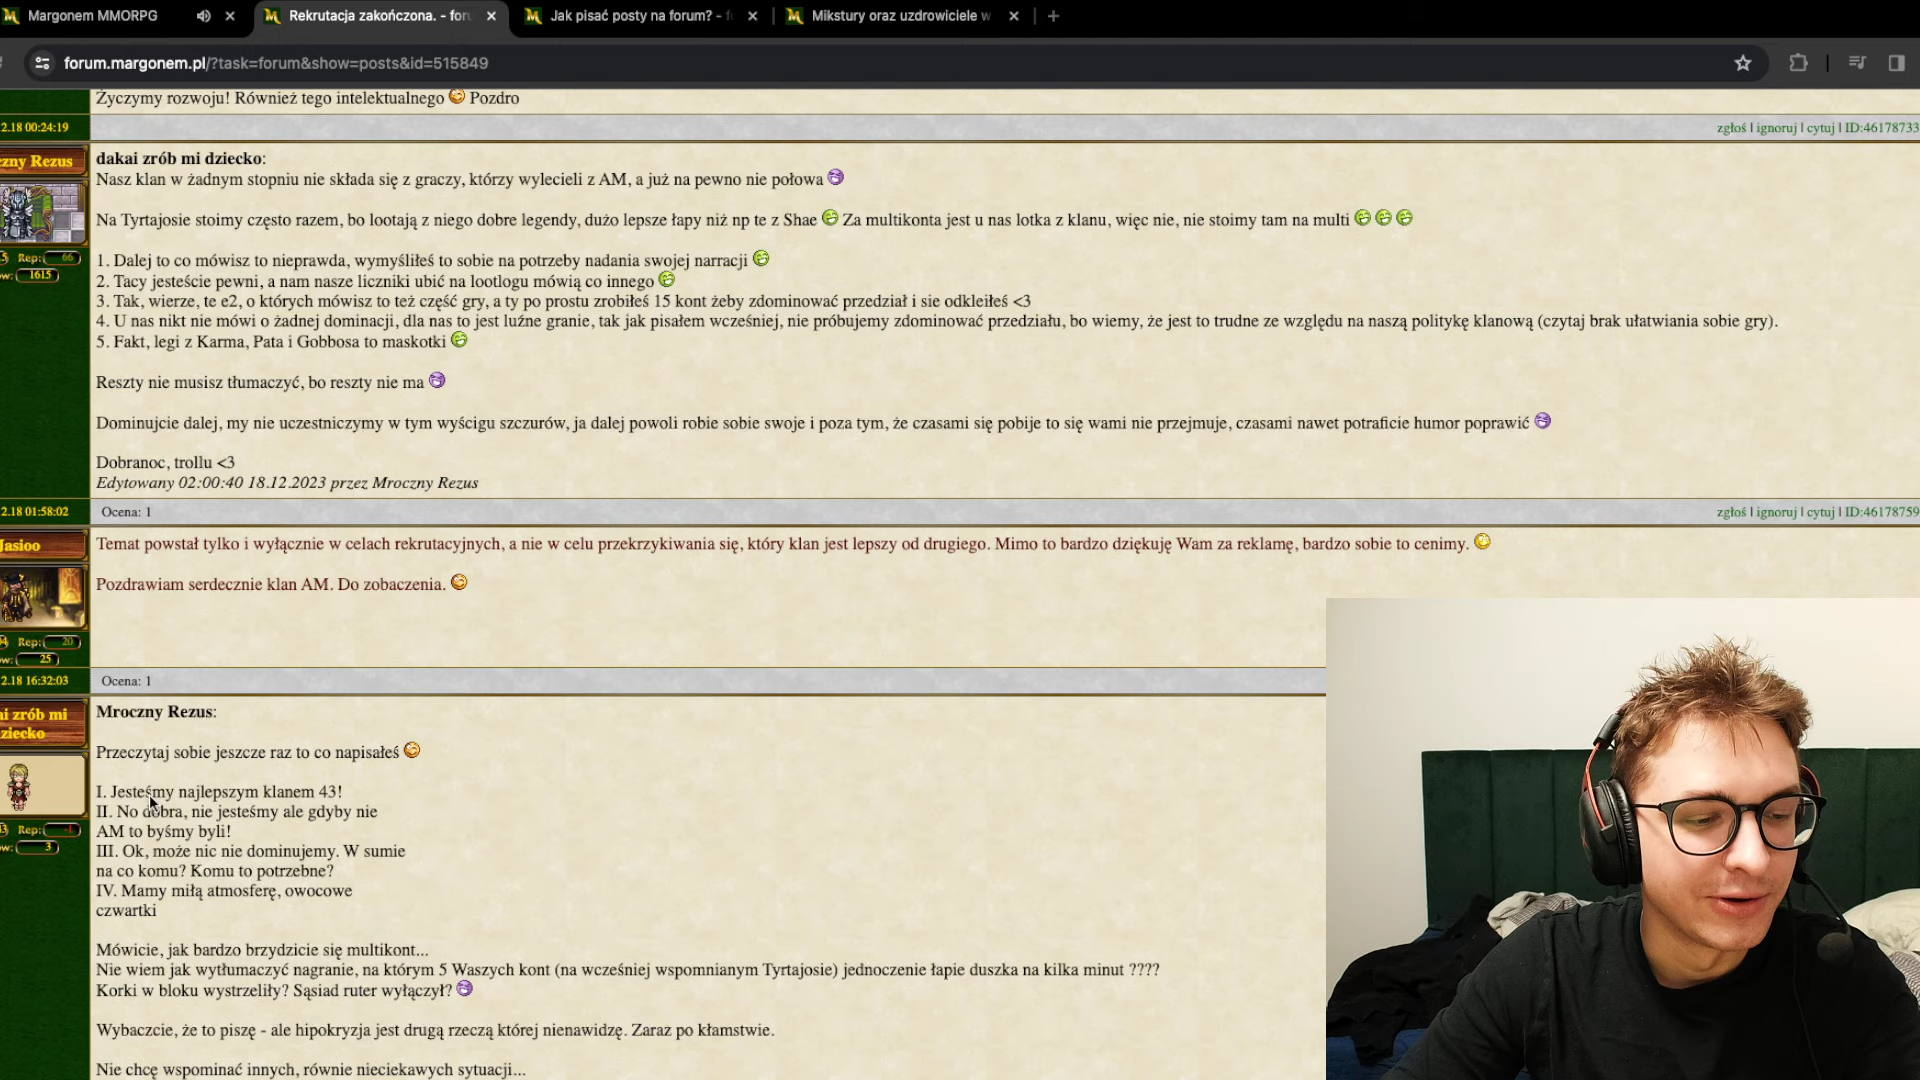 Margonem MMORPG
Rekrutacja zakończona. - for
Jak pisać posty na forum? - f
Mikstury oraz uzdrowiciele w
forum.margonem.pl/?task=forum&show=posts&id=515849
Życzymy rozwoju! Również tego intelektualnego Pozdro
2.18 00:24:19
zgłoś | ignoruj | cytuj | ID:46178733
czny Rezus
dakai zrób mi dziecko:
Nasz klan w żadnym stopniu nie składa się z graczy, którzy wylecieli z AM, a już na pewno nie połowa
Na Tyrtajosie stoimy często razem, bo lootają z niego dobre legendy, dużo lepsze łapy niż np te z Shae Za multikonta jest u nas lotka z klanu, więc nie, nie stoimy tam na multi
5 Rep: 66
ow: 1615
1. Dalej to co mówisz to nieprawda, wymyśliłeś to sobie na potrzeby nadania swojej narracji
2. Tacy jesteście pewni, a nam nasze liczniki ubić na lootlogu mówią co innego
3. Tak, wierze, te e2, o których mówisz to też część gry, a ty po prostu zrobiłeś 15 kont żeby zdominować przedział i sie odkleiłeś <3
4. U nas nikt nie mówi o żadnej dominacji, dla nas to jest luźne granie, tak jak pisałem wcześniej, nie próbujemy zdominować przedziału, bo wiemy, że jest to trudne ze względu na naszą politykę klanową (czytaj brak ułatwiania sobie gry).
5. Fakt, legi z Karma, Pata i Gobbosa to maskotki
Reszty nie musisz tłumaczyć, bo reszty nie ma
Dominujcie dalej, my nie uczestniczymy w tym wyścigu szczurów, ja dalej powoli robie sobie swoje i poza tym, że czasami się pobije to się wami nie przejmuje, czasami nawet potraficie humor poprawić
Dobranoc, trollu <3
Edytowany 02:00:40 18.12.2023 przez Mroczny Rezus
2.18 01:58:02
Ocena: 1
zgłoś | ignoruj | cytuj | ID:46178759
Jasioo
Temat powstał tylko i wyłącznie w celach rekrutacyjnych, a nie w celu przekrzykiwania się, który klan jest lepszy od drugiego. Mimo to bardzo dziękuję Wam za reklamę, bardzo sobie to cenimy.
Pozdrawiam serdecznie klan AM. Do zobaczenia.
4 Rep: 20
ow: 25
2.18 16:32:03
Ocena: 1
ai zrób mi
ziecko
Mroczny Rezus:
Przeczytaj sobie jeszcze raz to co napisałeś
I. Jesteśmy najlepszym klanem 43!
II. No dobra, nie jesteśmy ale gdyby nie
AM to byśmy byli!
3 Rep: -1
ow: 3
III. Ok, może nic nie dominujemy. W sumie
na co komu? Komu to potrzebne?
IV. Mamy miłą atmosferę, owocowe
czwartki
Mówicie, jak bardzo brzydzicie się multikont...
Nie wiem jak wytłumaczyć nagranie, na którym 5 Waszych kont (na wcześniej wspomnianym Tyrtajosie) jednoczenie łapie duszka na kilka minut ????
Korki w bloku wystrzeliły? Sąsiad ruter wyłączył?
Wybaczcie, że to piszę - ale hipokryzja jest drugą rzeczą której nienawidzę. Zaraz po kłamstwie.
Nie chcę wspominać innych, równie nieciekawych sytuacji...